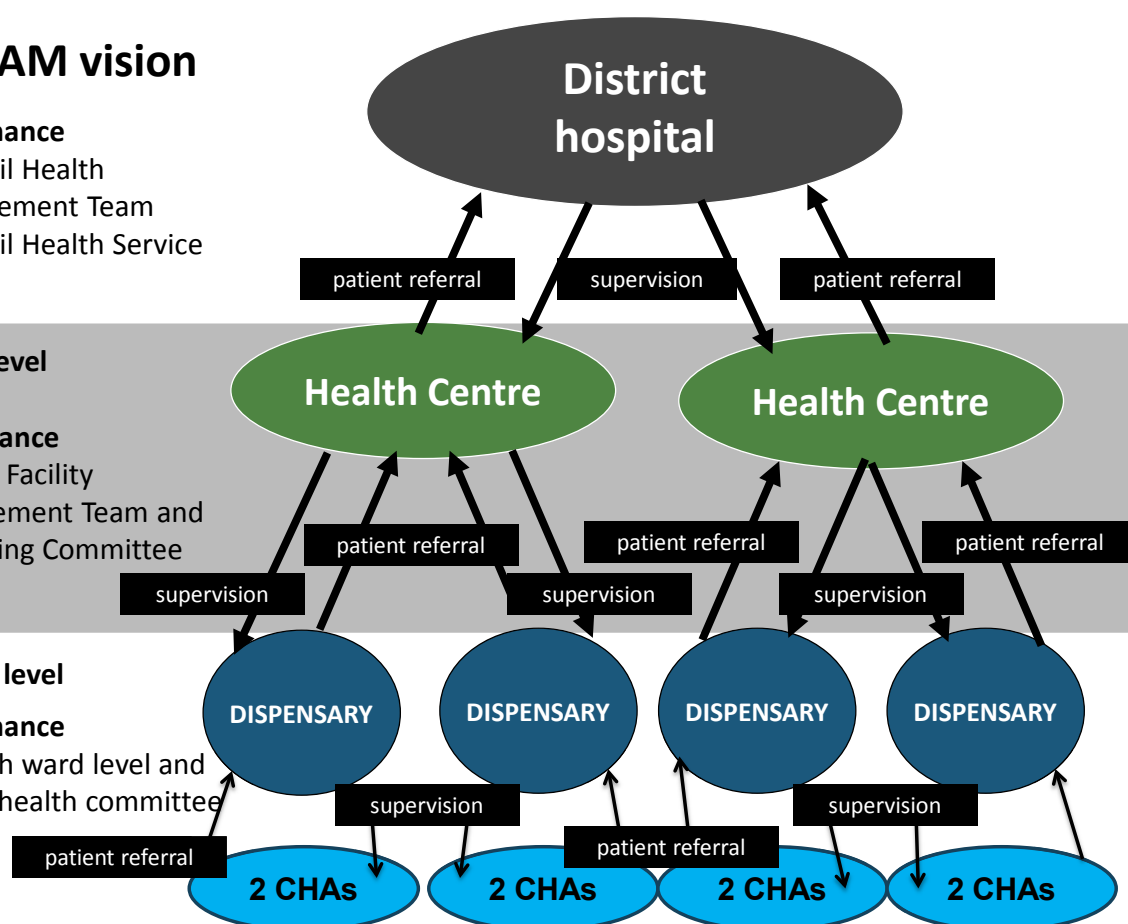 AM vision
District
hospital
nance
il Health
ement Team
il Health Service
patient referral
supervision
patient referral
evel
Health Centre
Health Centre
ance
Facility
ement Team and
ing Committee
patient referral
patient referral
patient referral
supervision
supervision
supervision
level
DISPENSARY
DISPENSARY
DISPENSARY
DISPENSARY
nance
h ward level and
health committee
supervision
supervision
patient referral
patient referral
2 CHAs
2 CHAs
2 CHAs
2 CHAs